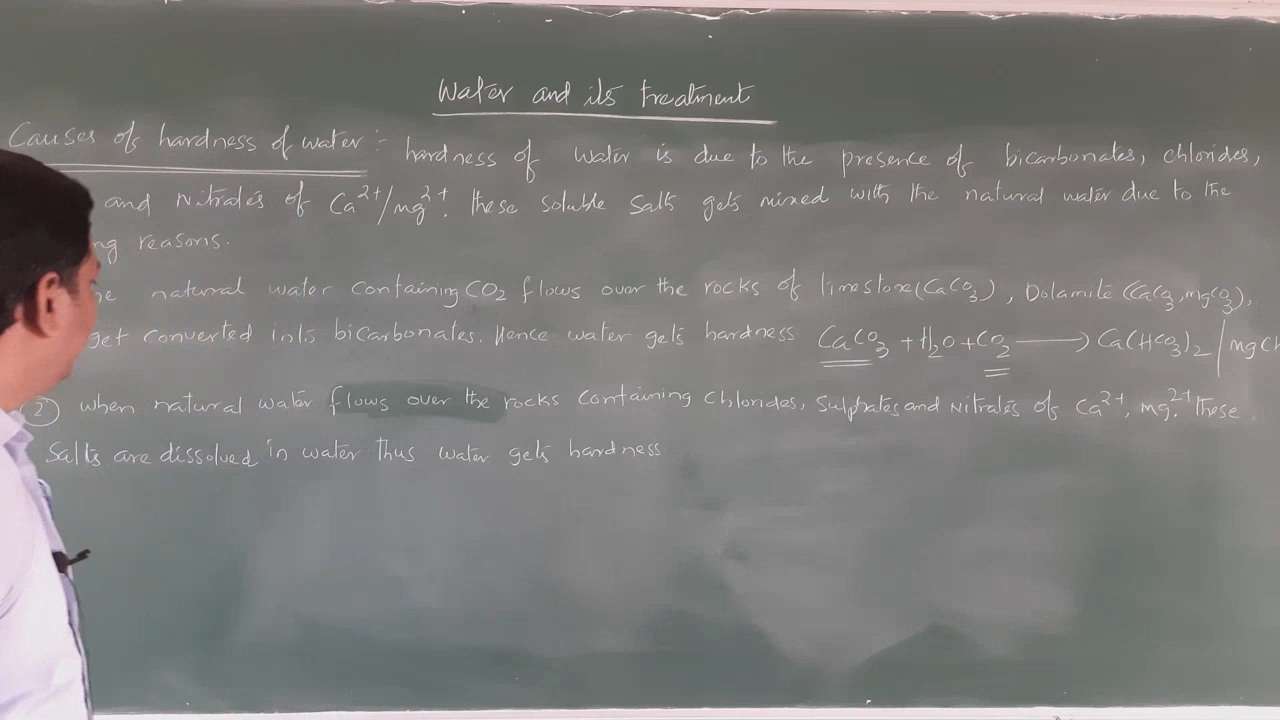 Water and its treatment
Causes of hardness of water :- hardness of water is due to the presence of bicarbonates, chlorides,
and Nitrates of Ca²⁺/mg²⁺. These soluble salts gets mixed with the natural water due to the
ng reasons.
natural water containing CO₂ flows over the rocks of limestone(CaCO₃), Dolamite (CaCO₃,mgCO₃),
get converted into bicarbonates. Hence water gets hardness CaCO₃ + H₂O + CO₂ ⟶ Ca(HCO₃)₂ / mgCl
2 when natural water flows over the rocks containing chlorides, sulphates and Nitrates of Ca²⁺, mg²⁺. These
salts are dissolved in water thus water gets hardness